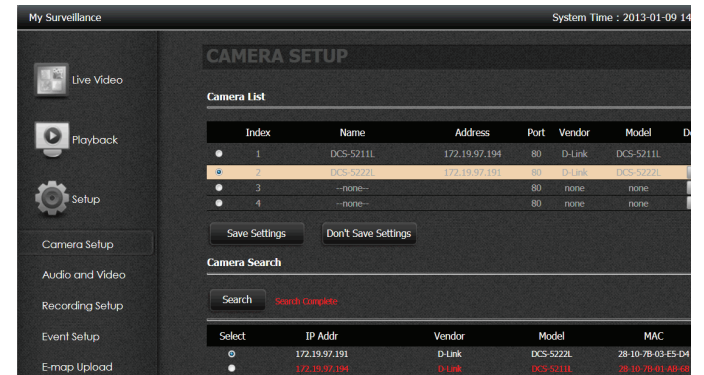 My Surveillance System Time : 2013-01-09 14
CAMERA SETUP
Live Video
Camera List
Index Name Address Port Vendor Model
Playback
1 DCS-5211L 172.19.97.194 80 D-Link DCS-5211L
2 DCS-5222L 172.19.97.191 80 D-Link DCS-5222L
3 --none-- 80 none none
Setup
4 --none-- 80 none none
Save Settings Don't Save Settings
Camera Setup
Camera Search
Audio and Video
Search Search Complete-
Recording Setup
Event Setup
Select IP Addr Vendor Model MAC
172.19.97.191 D-Link DCS-5222L 28-10-7B-03-E5-D4
E-map Upload
172.19.97.194 D-Link DCS-5211L